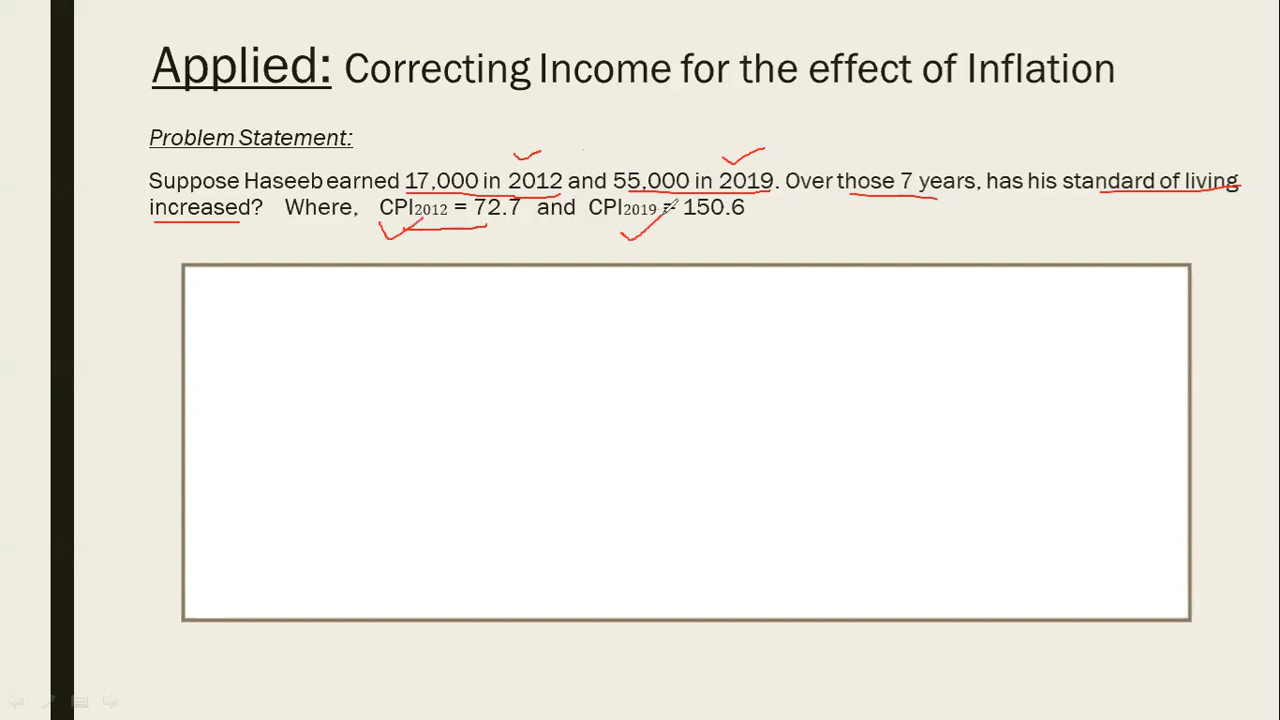 Applied: Correcting Income for the effect of Inflation
Problem Statement:
Suppose Haseeb earned 17,000 in 2012 and 55,000 in 2019. Over those 7 years, has his standard of living
increased? Where, CPI2012 = 72.7 and CPI2019 = 150.6